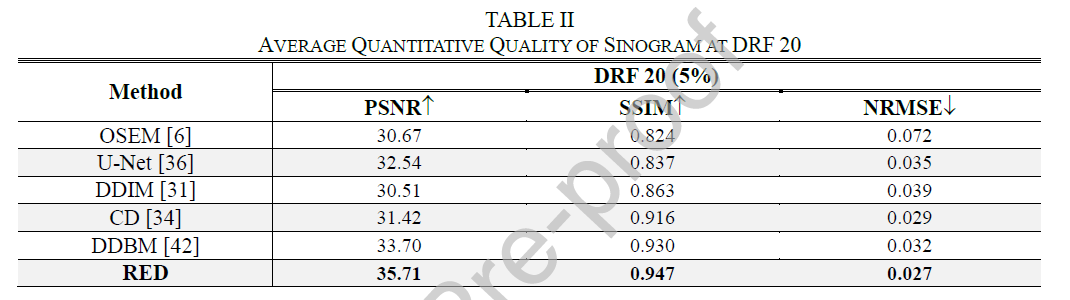 TABLE II
AVERAGE QUANTITATIVE QUALITY OF SINOGRAM AT DRF 20
Method DRF 20 (5%)
PSNR↑ SSIM↑ NRMSE↓
OSEM [6] 30.67 0.824 0.072
U-Net [36] 32.54 0.837 0.035
DDIM [31] 30.51 0.863 0.039
CD [34] 31.42 0.916 0.029
DDBM [42] 33.70 0.930 0.032
RED 35.71 0.947 0.027
Pre-proof